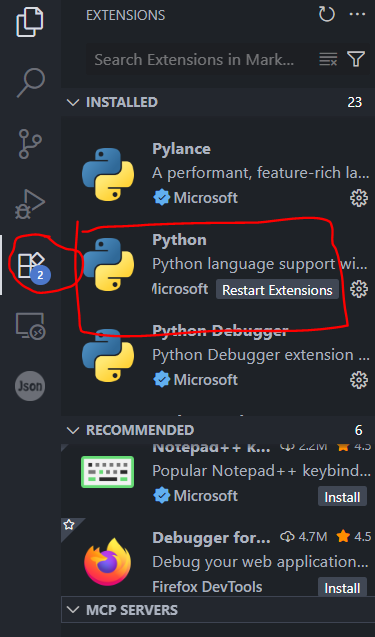 EXTENSIONS
Search Extensions in Mark...
INSTALLED 23
Pylance
A performant, feature-rich la...
Microsoft
2
Python
Python language support wi...
Microsoft Restart Extensions
Python Debugger
Python Debugger extension ...
Microsoft
Json
RECOMMENDED 6
Notepad++ k... 2.2M 4.5
Popular Notepad++ keybind...
Microsoft Install
Debugger for... 4.7M 4.5
Debug your web application...
Firefox DevTools Install
MCP SERVERS